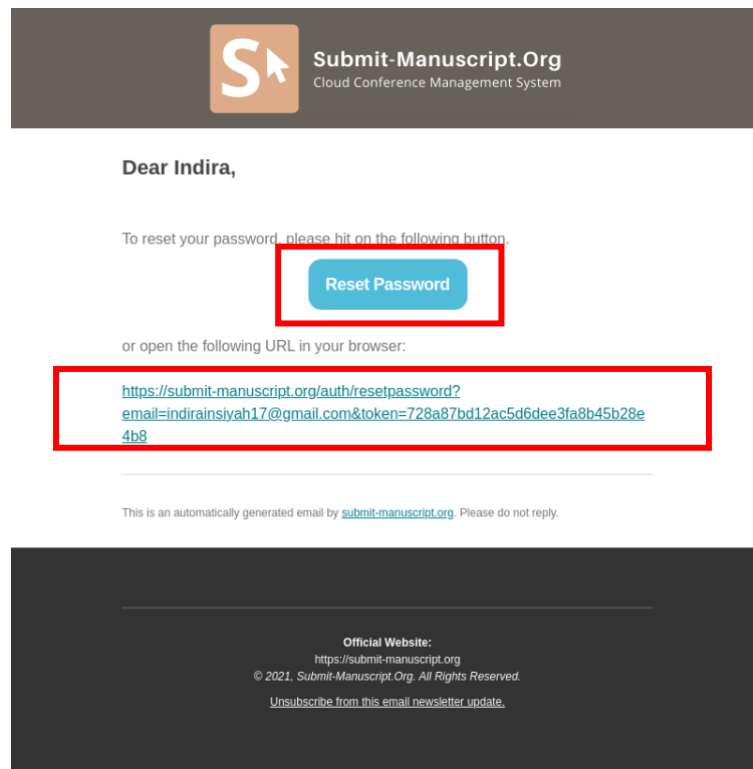 Submit-Manuscript.Org
Cloud Conference Management System
Dear Indira,
To reset your password, please hit on the following button.
Reset Password
or open the following URL in your browser:
https://submit-manuscript.org/auth/resetpassword?
email=indirainsiyah17@gmail.com&token=728a87bd12ac5d6dee3fa8b45b28e
4b8
This is an automatically generated email by submit-manuscript.org. Please do not reply.
Official Website:
https://submit-manuscript.org
© 2021, Submit-Manuscript.Org. All Rights Reserved.
Unsubscribe from this email newsletter update.